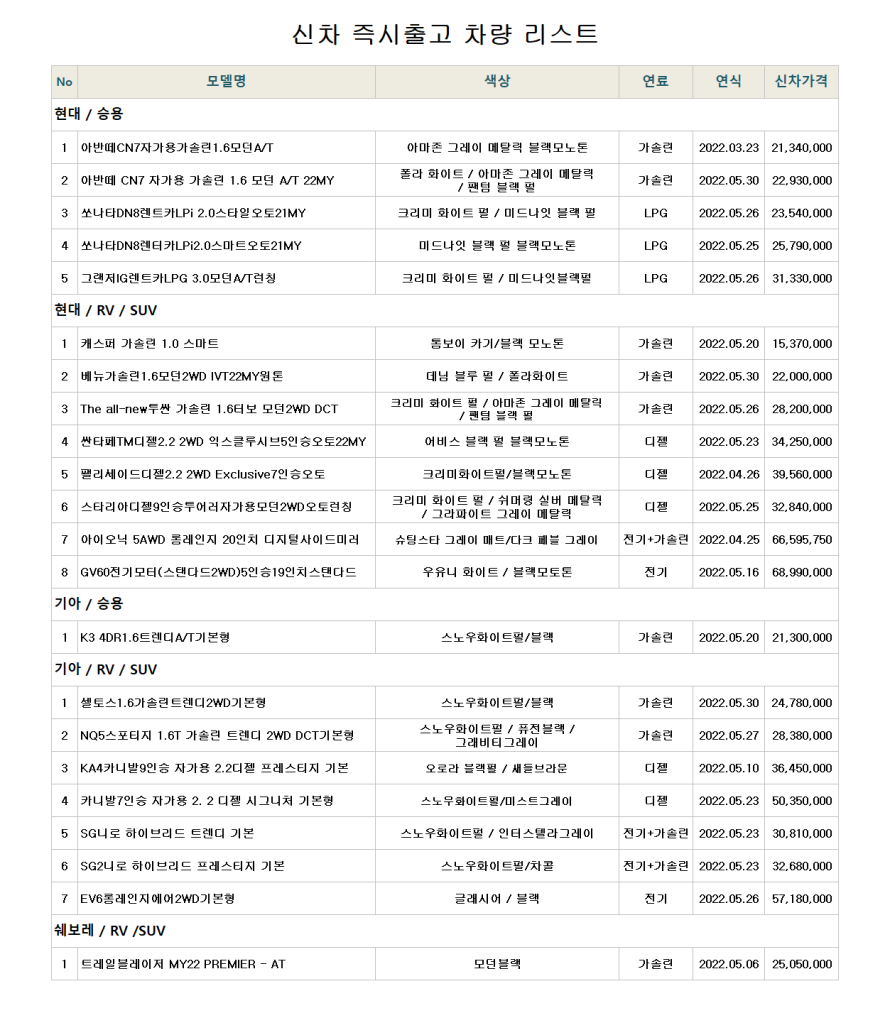 신차 즉시출고 차량 리스트
No 모델명 색상 연료 연식 신차가격
현대 / 승용
1 아반떼CN7자가용가솔린1.6모던A/T 아마존 그레이 메탈릭 블랙모노톤 가솔린 2022.03.23 21,340,000
2 아반떼 CN7 자가용 가솔린 1.6 모던 A/T 22MY 폴라 화이트 / 아마존 그레이 메탈릭
/ 팬텀 블랙 펄 가솔린 2022.05.30 22,930,000
3 쏘나타DN8렌트카LPi 2.0스타일오토21MY 크리미 화이트 펄 / 미드나잇 블랙 펄 LPG 2022.05.26 23,540,000
4 쏘나타DN8렌터카LPi2.0스마트오토21MY 미드나잇 블랙 펄 블랙모노톤 LPG 2022.05.25 25,790,000
5 그랜저IG렌트카LPG 3.0모던A/T런칭 크리미 화이트 펄 / 미드나잇블랙펄 LPG 2022.05.26 31,330,000
현대 / RV / SUV
1 캐스퍼 가솔린 1.0 스마트 톰보이 카기/블랙 모노톤 가솔린 2022.05.20 15,370,000
2 베뉴가솔린1.6모던2WD IVT22MY원톤 데님 블루 펄 / 폴라화이트 가솔린 2022.05.30 22,000,000
3 The all-new투싼 가솔린 1.6터보 모던2WD DCT 크리미 화이트 펄 / 아마존 그레이 메탈릭
/ 팬텀 블랙 펄 가솔린 2022.05.26 28,200,000
4 싼타페TM디젤2.2 2WD 익스클루시브5인승오토22MY 어비스 블랙 펄 블랙모노톤 디젤 2022.05.23 34,250,000
5 팰리세이드디젤2.2 2WD Exclusive7인승오토 크리미화이트펄/블랙모노톤 디젤 2022.04.26 39,560,000
6 스타리아디젤9인승투어러자가용모던2WD오토런칭 크리미 화이트 펄 / 쉬머링 실버 메탈릭
/ 그라파이트 그레이 메탈릭 디젤 2022.05.25 32,840,000
7 아이오닉 5AWD 롱레인지 20인치 디지털사이드미러 슈팅스타 그레이 매트/다크 페블 그레이 전기+가솔린 2022.04.25 66,595,750
8 GV60전기모터(스탠다드2WD)5인승19인치스탠다드 우유니 화이트 / 블랙모토톤 전기 2022.05.16 68,990,000
기아 / 승용
1 K3 4DR1.6트렌디A/T기본형 스노우화이트펄/블랙 가솔린 2022.05.20 21,300,000
기아 / RV / SUV
1 셀토스1.6가솔린트렌디2WD기본형 스노우화이트펄/블랙 가솔린 2022.05.30 24,780,000
2 NQ5스포티지 1.6T 가솔린 트렌디 2WD DCT기본형 스노우화이트펄 / 퓨전블랙 /
그래비티그레이 가솔린 2022.05.27 28,380,000
3 KA4카니발9인승 자가용 2.2디젤 프레스티지 기본 오로라 블랙펄 / 새들브라운 디젤 2022.05.10 36,450,000
4 카니발7인승 자가용 2. 2 디젤 시그니처 기본형 스노우화이트펄/미스트그레이 디젤 2022.05.23 50,350,000
5 SG니로 하이브리드 트렌디 기본 스노우화이트펄 / 인터스텔라그레이 전기+가솔린 2022.05.23 30,810,000
6 SG2니로 하이브리드 프레스티지 기본 스노우화이트펄/차콜 전기+가솔린 2022.05.23 32,680,000
7 EV6롱레인지에어2WD기본형 글래시어 / 블랙 전기 2022.05.26 57,180,000
쉐보레 / RV /SUV
1 트레일블레이저 MY22 PREMIER - AT 모던블랙 가솔린 2022.05.06 25,050,000